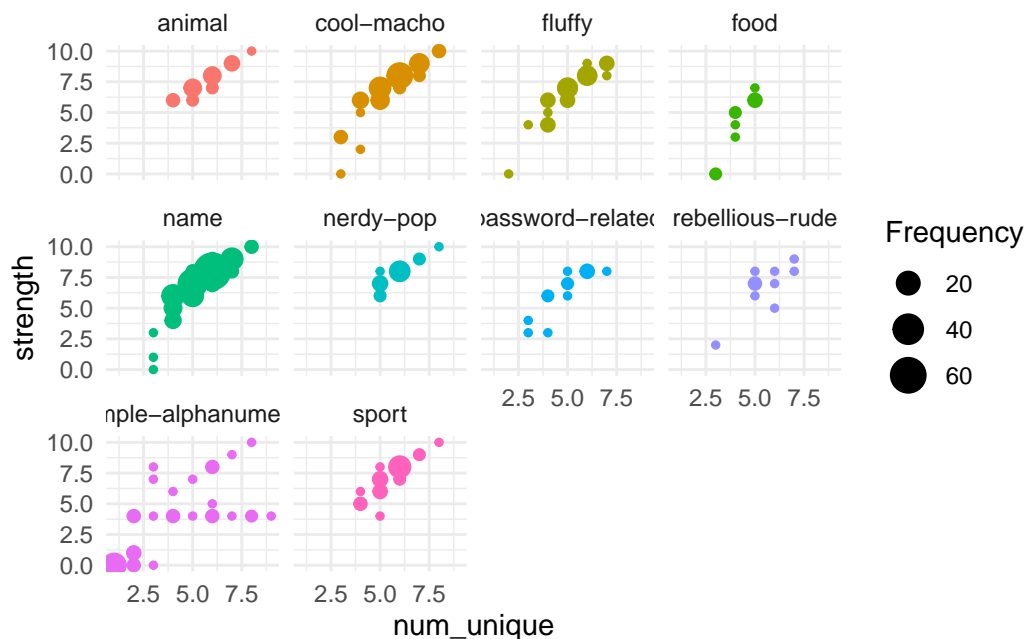 animal cool−macho fluffy food
10.0
7.5
5.0
2.5
0.0
name nerdy−pop password−related rebellious−rude
10.0
7.5
5.0
2.5
0.0
2.5 5.0 7.5 2.5 5.0 7.5
mple−alphanume sport
10.0
7.5
5.0
2.5
0.0
2.5 5.0 7.5 2.5 5.0 7.5
num_unique
strength
Frequency
20
40
60